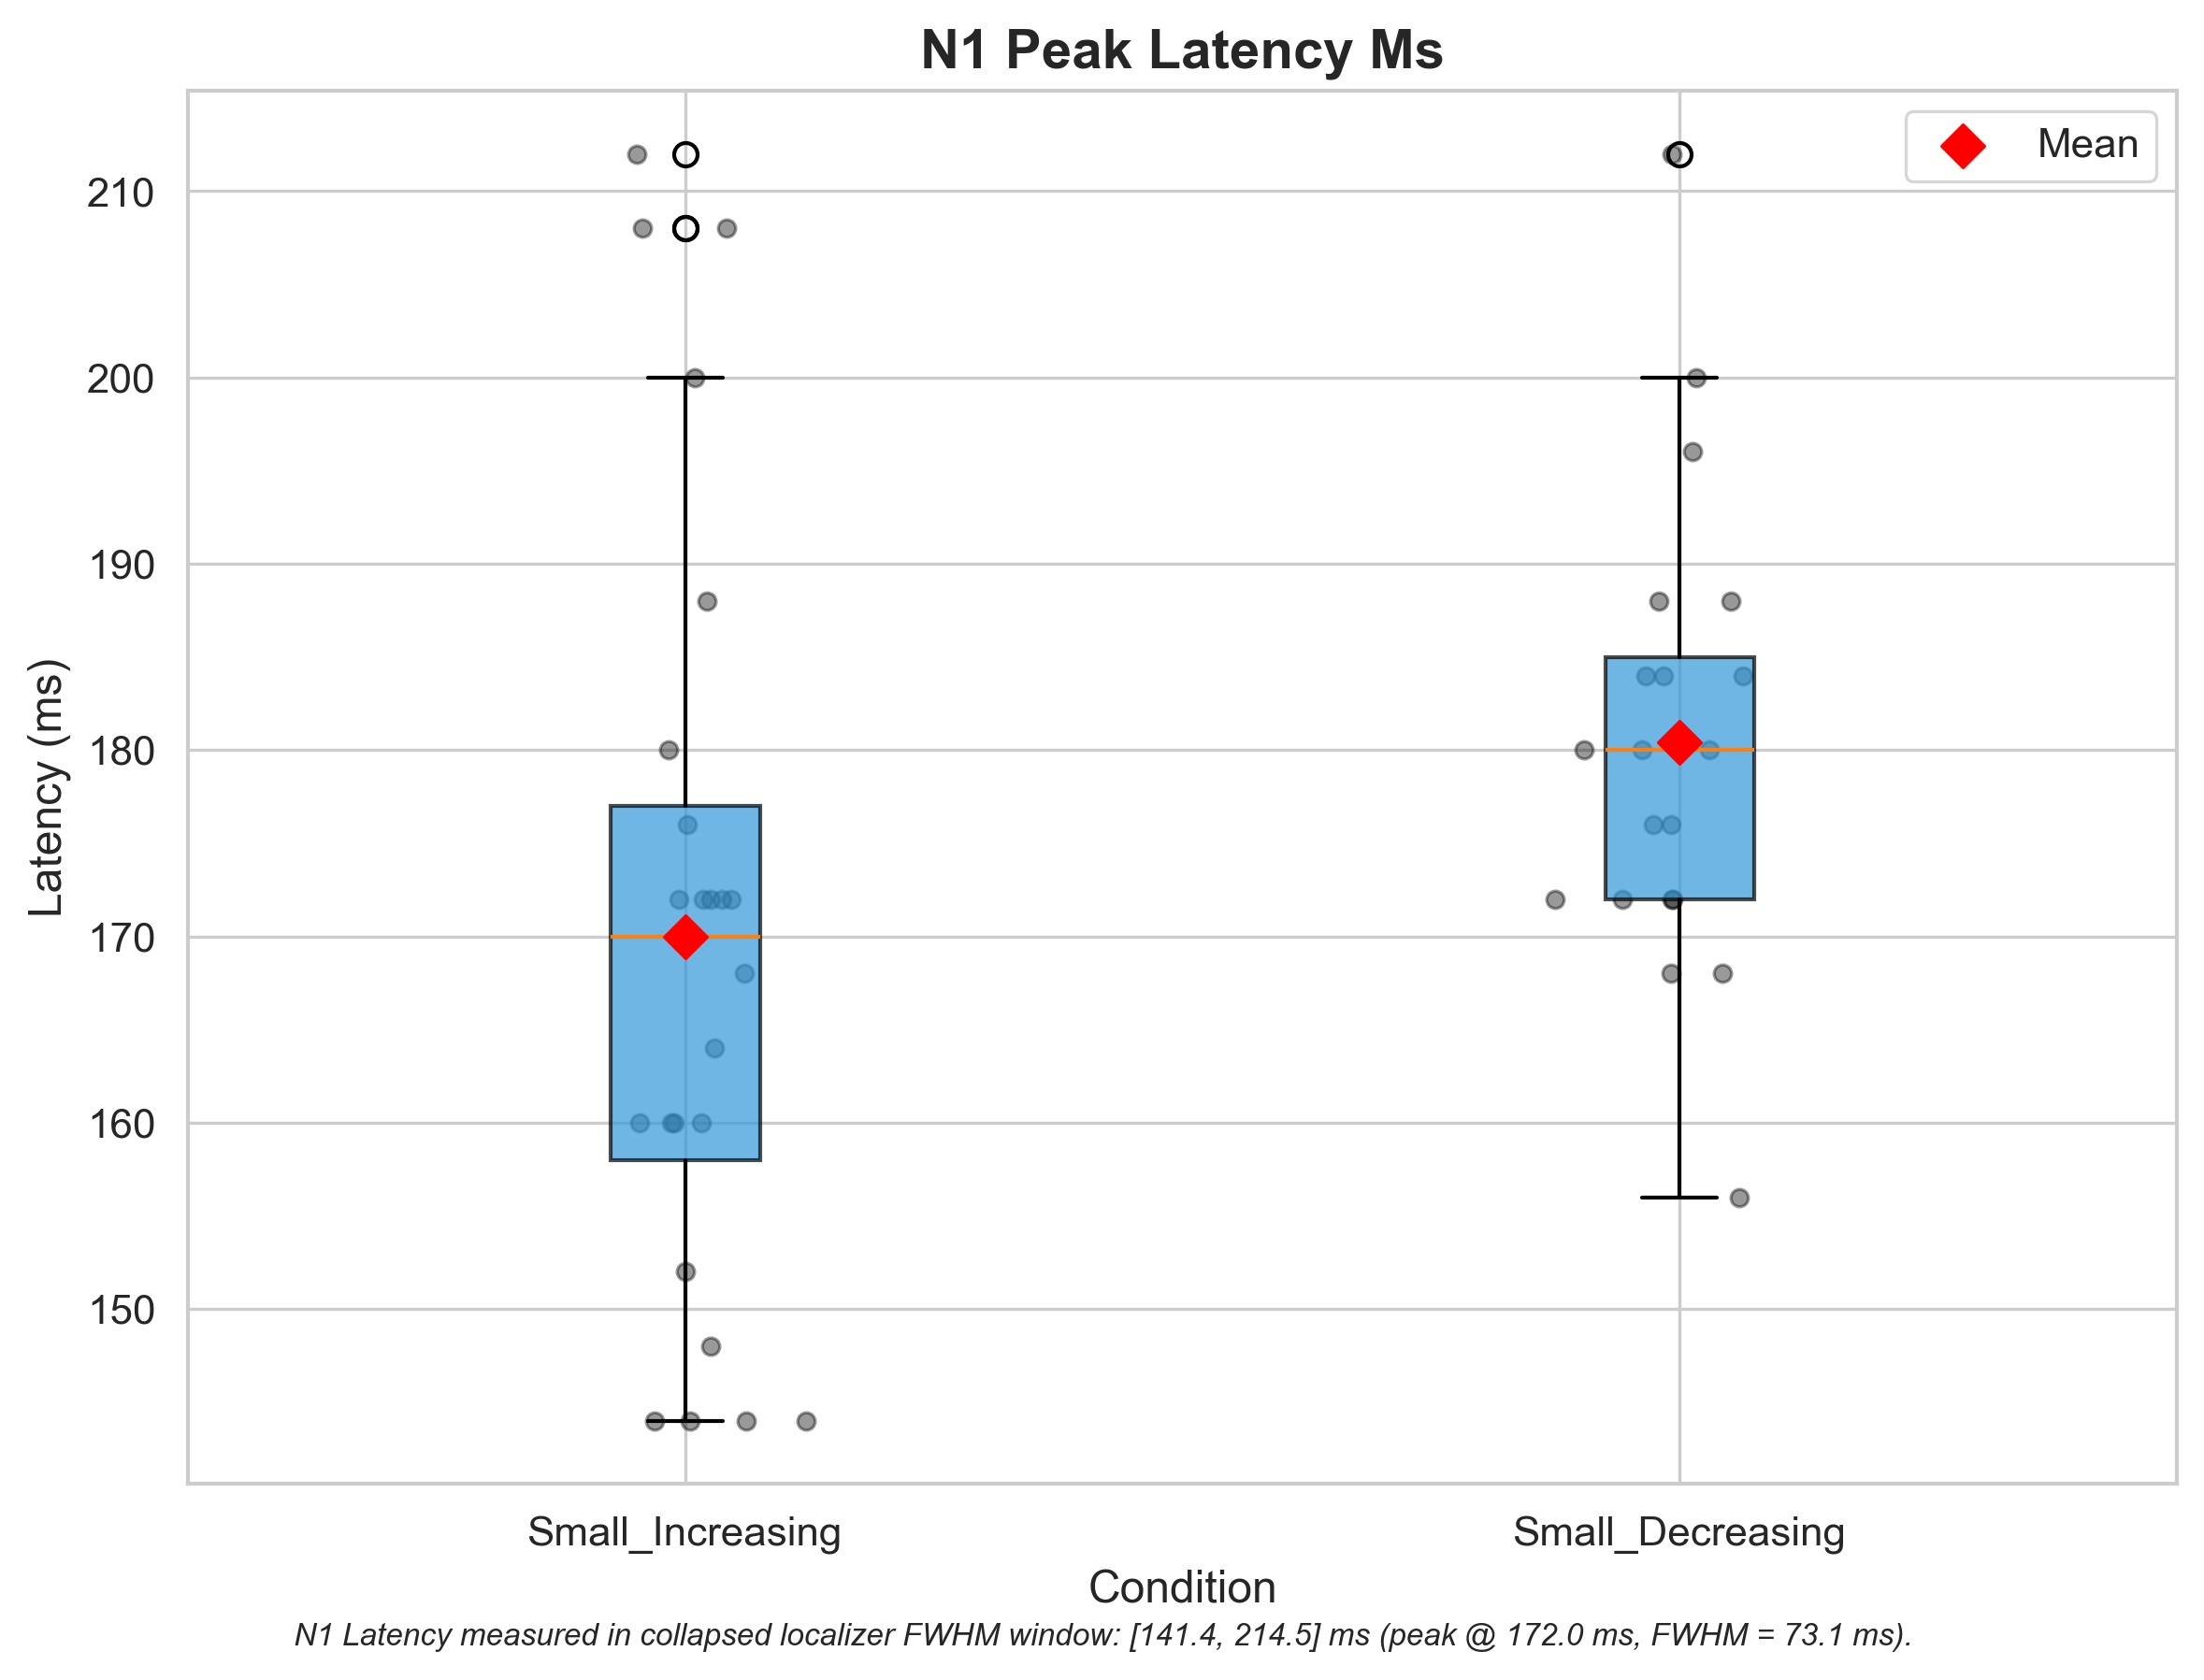 N1 Peak Latency Ms
Mean
210
200
190
180
170
160
150
Latency (ms)
Small_Increasing
Small_Decreasing
Condition
N1 Latency measured in collapsed localizer FWHM window: [141.4, 214.5] ms (peak @ 172.0 ms, FWHM = 73.1 ms).